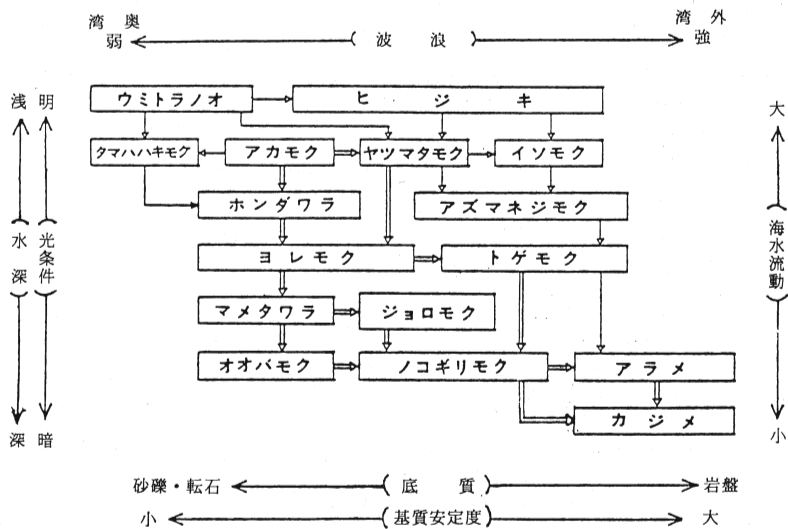 湾奥 湾外
弱 (波浪) 強
浅 明 大
ウミトラノオ ヒジキ
タマハハキモク アカモク ヤツマタモク イソモク
ホンダワラ アズマネジモク
(水深) (光条件) (海水流動)
ヨレモク トゲモク
マメタワラ ジョロモク
オオバモク ノコギリモク アラメ
カジメ
深 暗 小
砂礫・転石 (底質) 岩盤
小 (基質安定度) 大